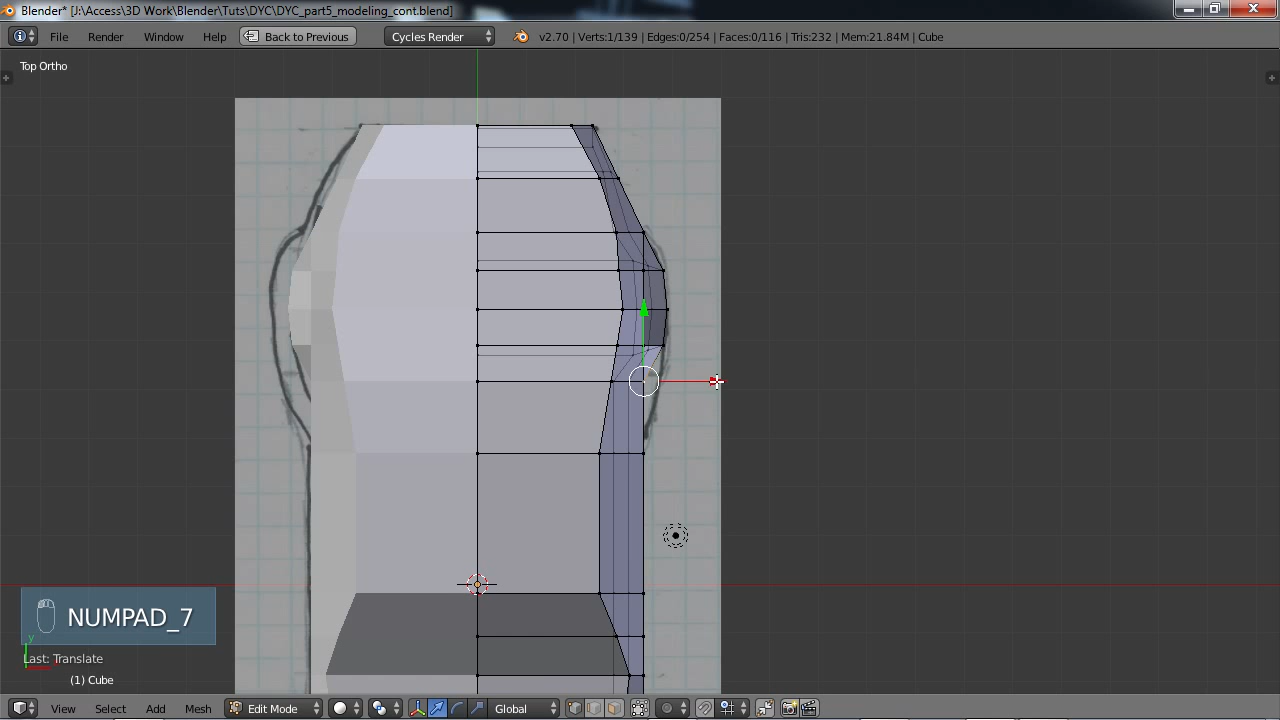 Blender* [J:\Access\3D Work\Blender\Tuts\DYC\DYC_part5_modeling_cont.blend]
File Render Window Help Back to Previous Cycles Render v2.70 | Verts:1/139 | Edges:0/254 | Faces:0/116 | Tris:232 | Mem:21.84M | Cube
Top Ortho
NUMPAD_7
y
Last: Translate
(1) Cube
View Select Add Mesh Edit Mode Global